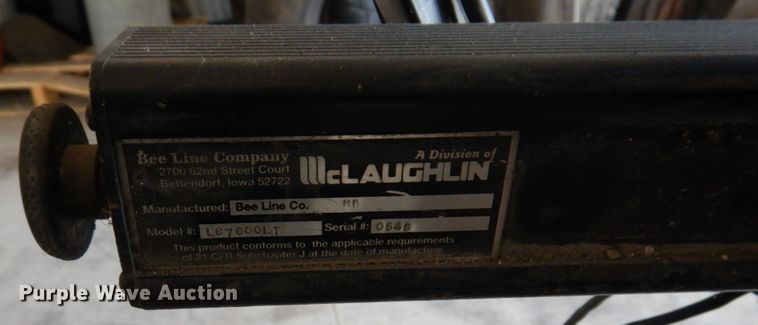 Bee Line Company
2700 62nd Street Court
Bettendorf, Iowa 52722
A Division of
McLAUGHLIN
Manufactured: Bee Line Co. HB
Model #: LC7600LT Serial #: 0548
This product conforms to the applicable requirements
of 21 CFR Subchapter J at the date of manufacture
Purple Wave Auction